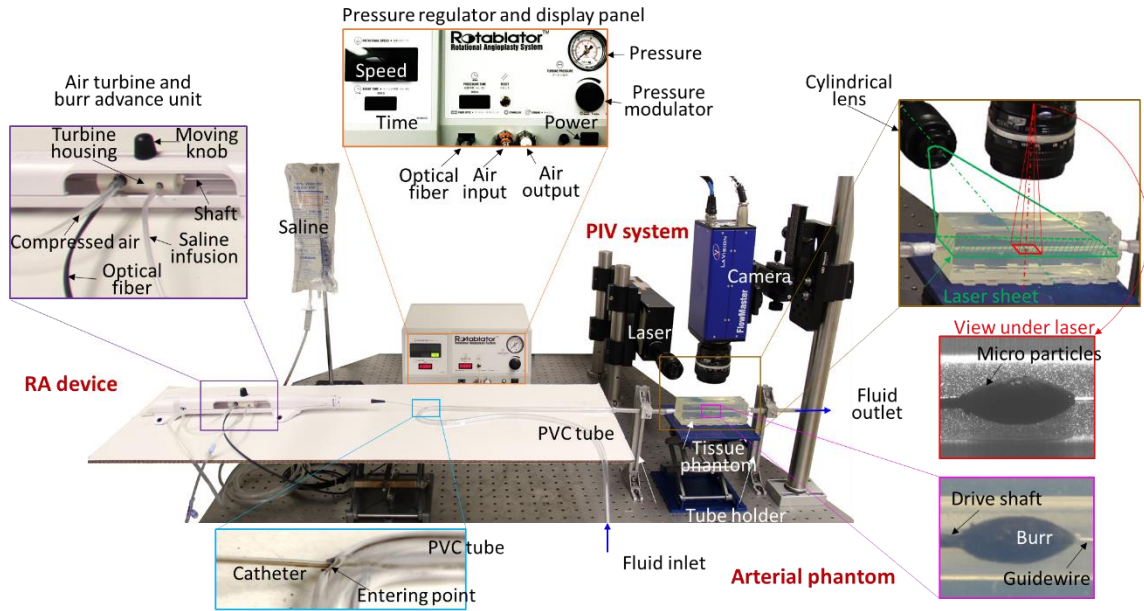 Pressure regulator and display panel
Rotablator™
Rotational Angioplasty System
Speed
Time
Power
Pressure
Pressure
modulator
Optical
fiber
Air
input
Air
output
Air turbine and
burr advance unit
Turbine
housing
Moving
knob
Shaft
Compressed air
Saline
infusion
Optical
fiber
Saline
Cylindrical
lens
Laser sheet
View under laser
Micro particles
PIV system
LAVISION
FlowMaster
Camera
Laser
RA device
Rotablator
PVC tube
Tissue
phantom
Tube holder
Fluid
outlet
Fluid inlet
Catheter
PVC tube
Entering point
Arterial phantom
Drive shaft
Burr
Guidewire